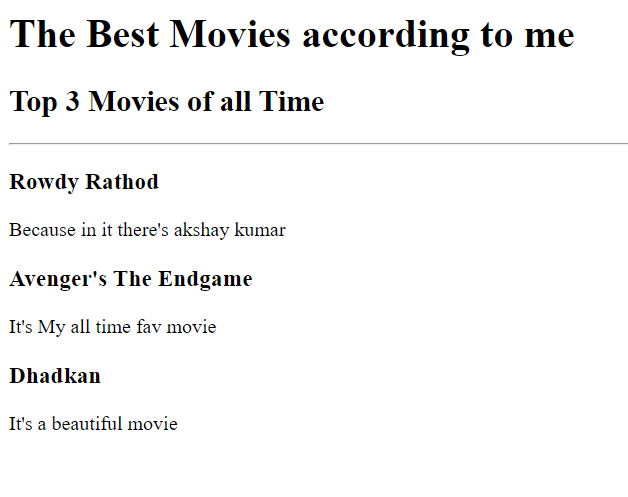 The Best Movies according to me
Top 3 Movies of all Time
Rowdy Rathod
Because in it there's akshay kumar
Avenger's The Endgame
It's My all time fav movie
Dhadkan
It's a beautiful movie